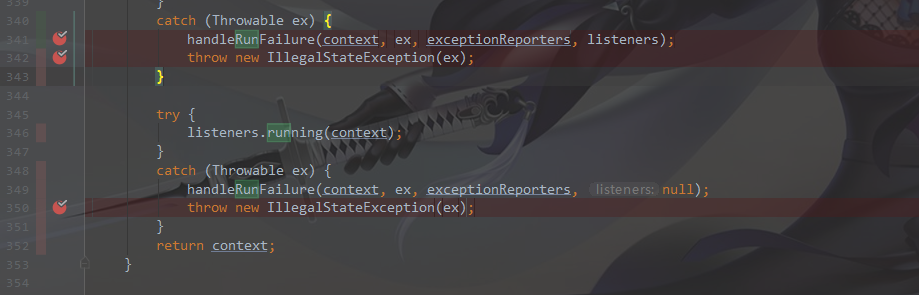 339 }
340 catch (Throwable ex) {
341 handleRunFailure(context, ex, exceptionReporters, listeners);
342 throw new IllegalStateException(ex);
343 }
344
345 try {
346 listeners.running(context);
347 }
348 catch (Throwable ex) {
349 handleRunFailure(context, ex, exceptionReporters, listeners: null);
350 throw new IllegalStateException(ex);
351 }
352 return context;
353 }
354